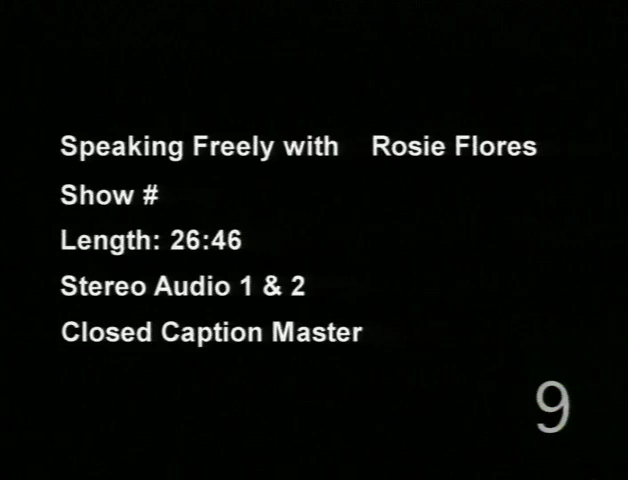 Speaking Freely with Rosie Flores
Show #
Length: 26:46
Stereo Audio 1 & 2
Closed Caption Master
9